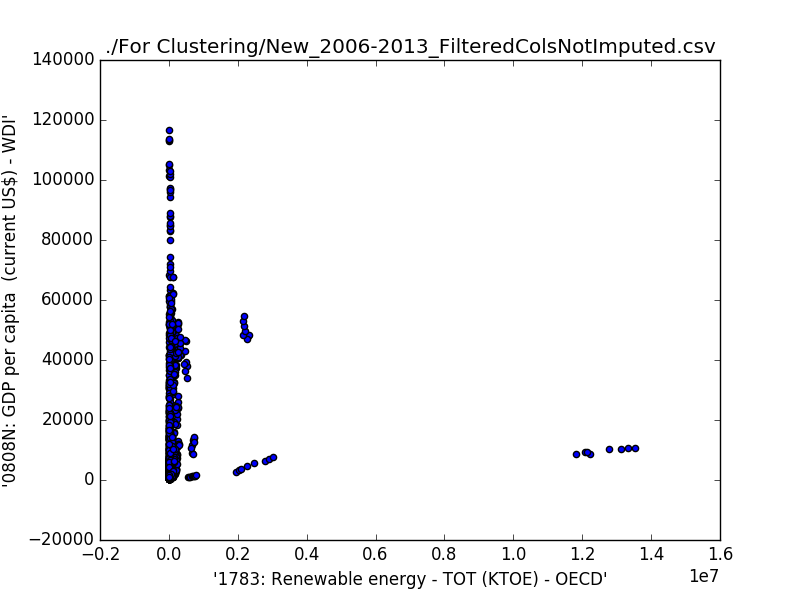 ./For Clustering/New_2006-2013_FilteredColsNotImputed.csv
140000
120000
100000
80000
60000
40000
20000
0
−20000
'0808N: GDP per capita  (current US$) - WDI'
−0.2 0.0 0.2 0.4 0.6 0.8 1.0 1.2 1.4 1.6
1e7
'1783: Renewable energy - TOT (KTOE) - OECD'